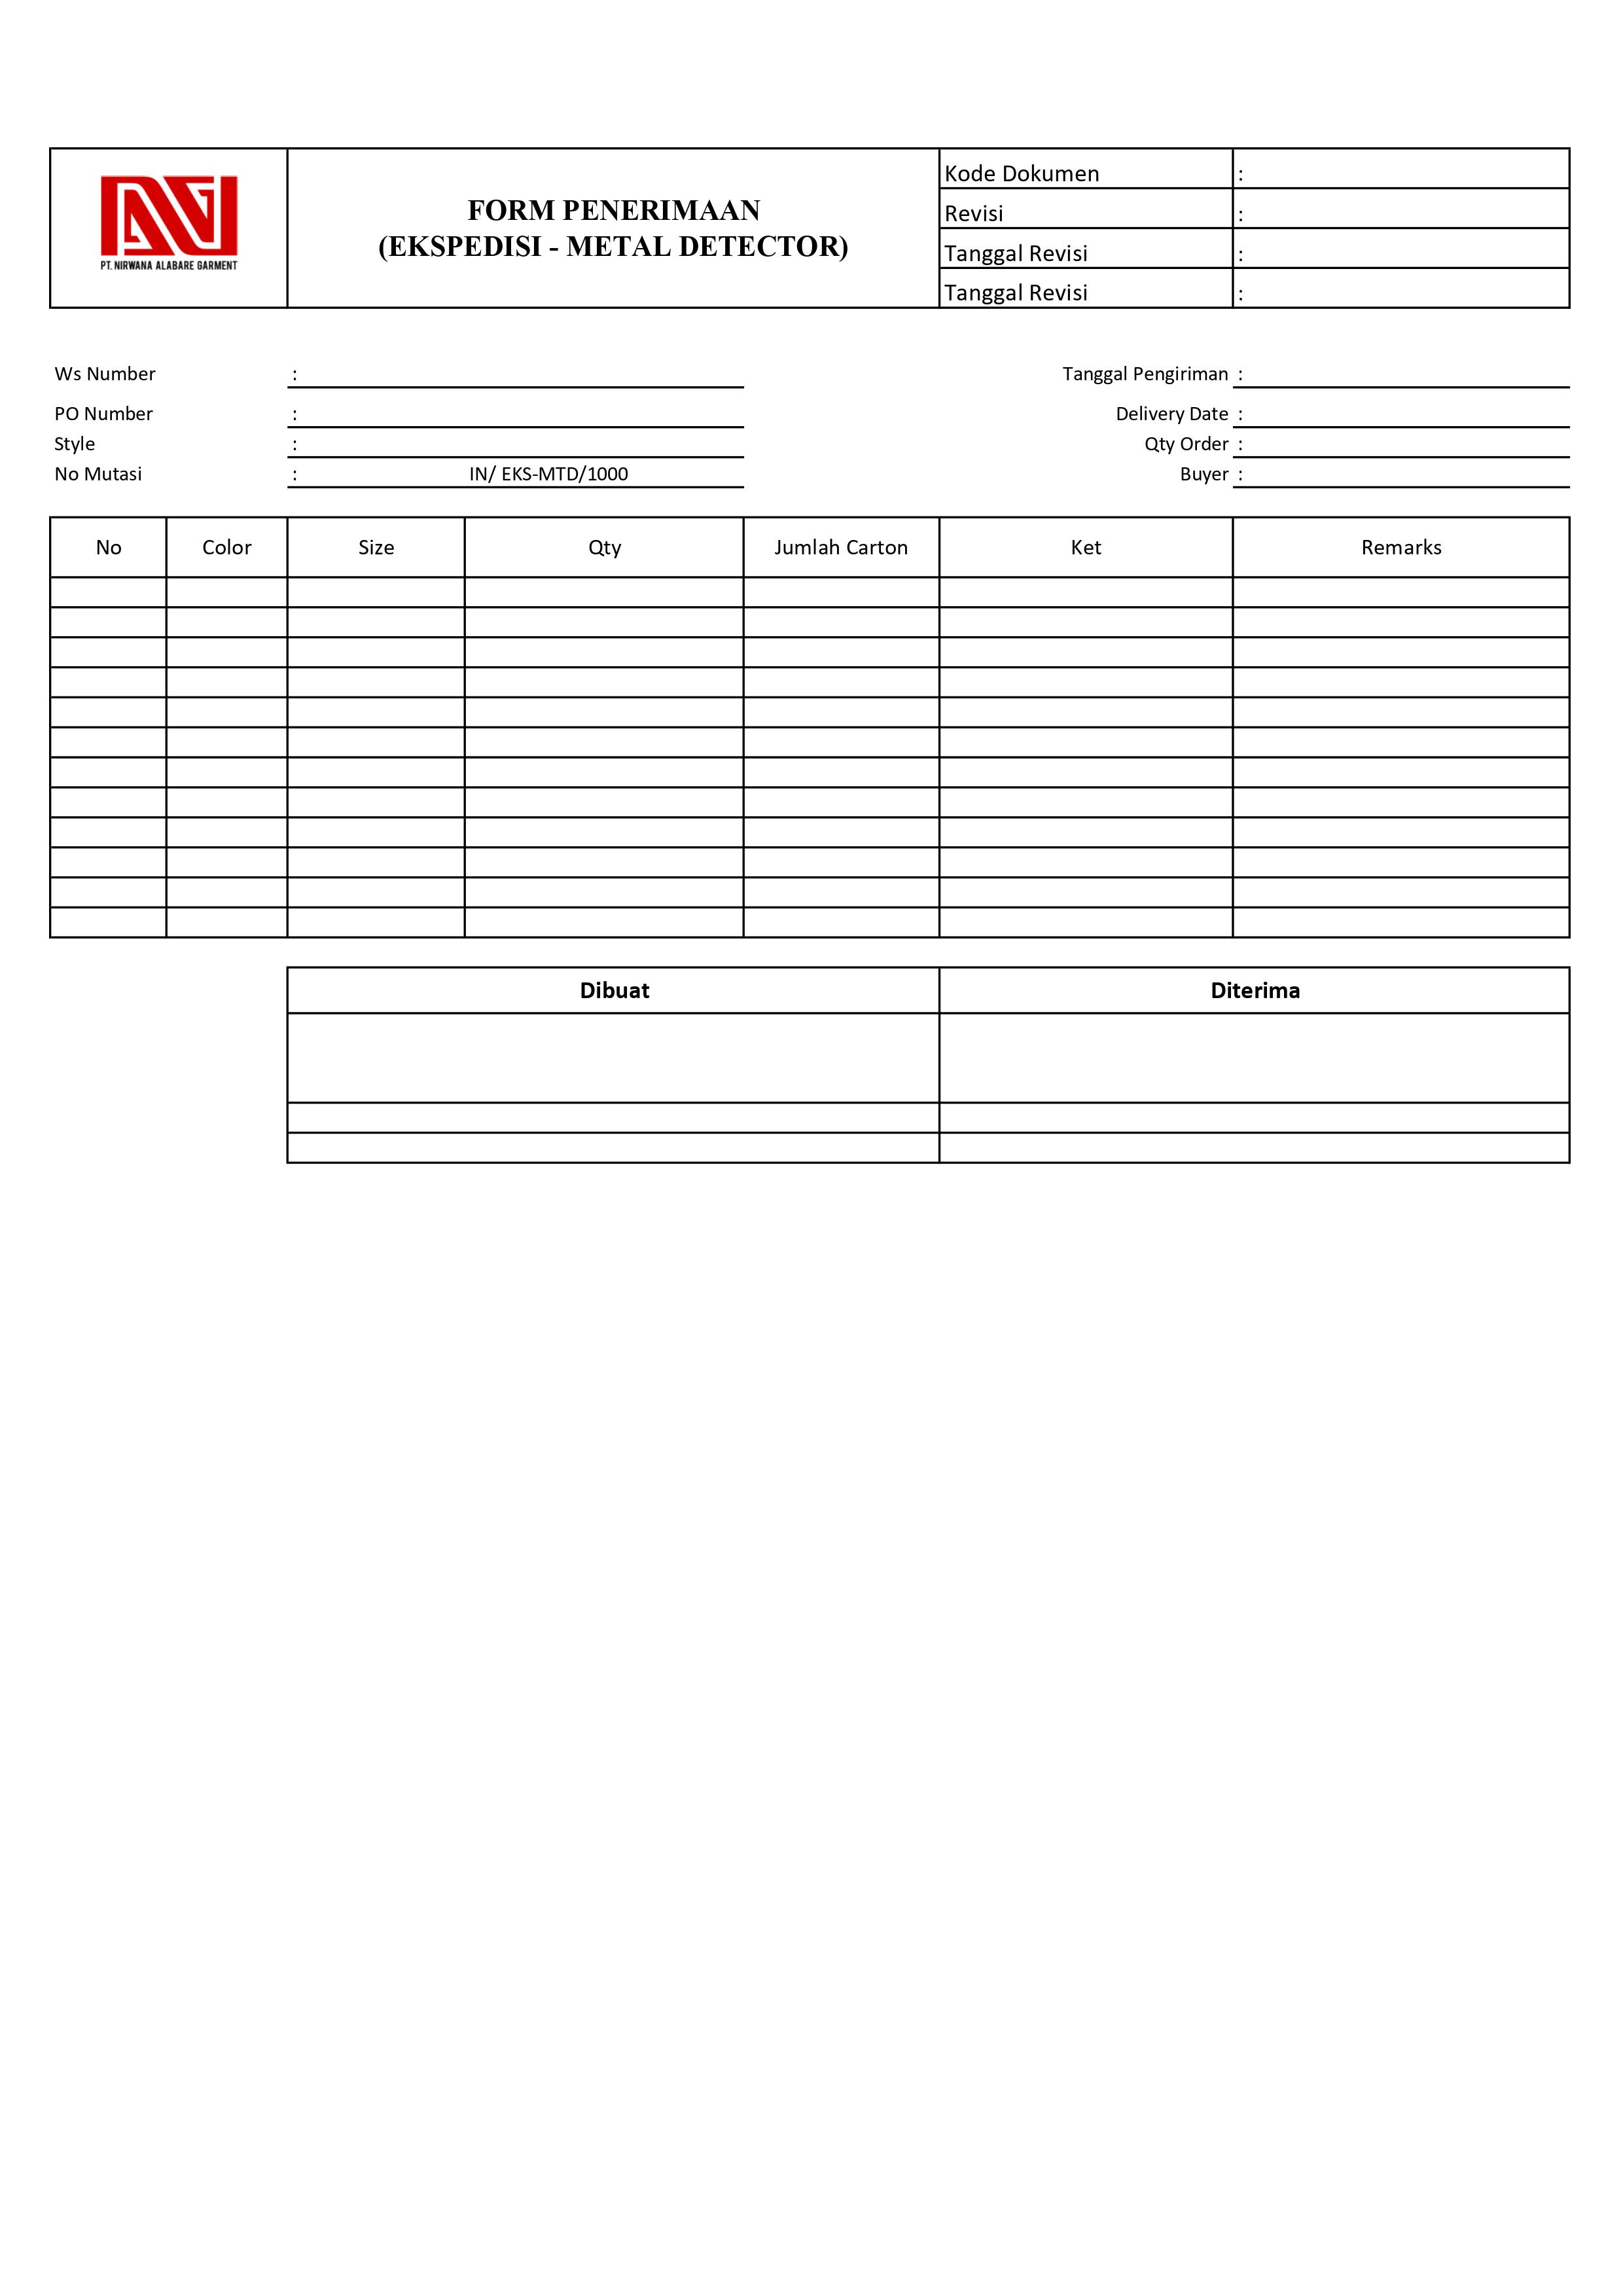 PT. NIRWANA ALABARE GARMENT
FORM PENERIMAAN
(EKSPEDISI - METAL DETECTOR)
Kode Dokumen :
Revisi :
Tanggal Revisi :
Tanggal Revisi :
Ws Number : Tanggal Pengiriman :
PO Number : Delivery Date :
Style : Qty Order :
No Mutasi : IN/ EKS-MTD/1000 Buyer :
No Color Size Qty Jumlah Carton Ket Remarks
Dibuat Diterima